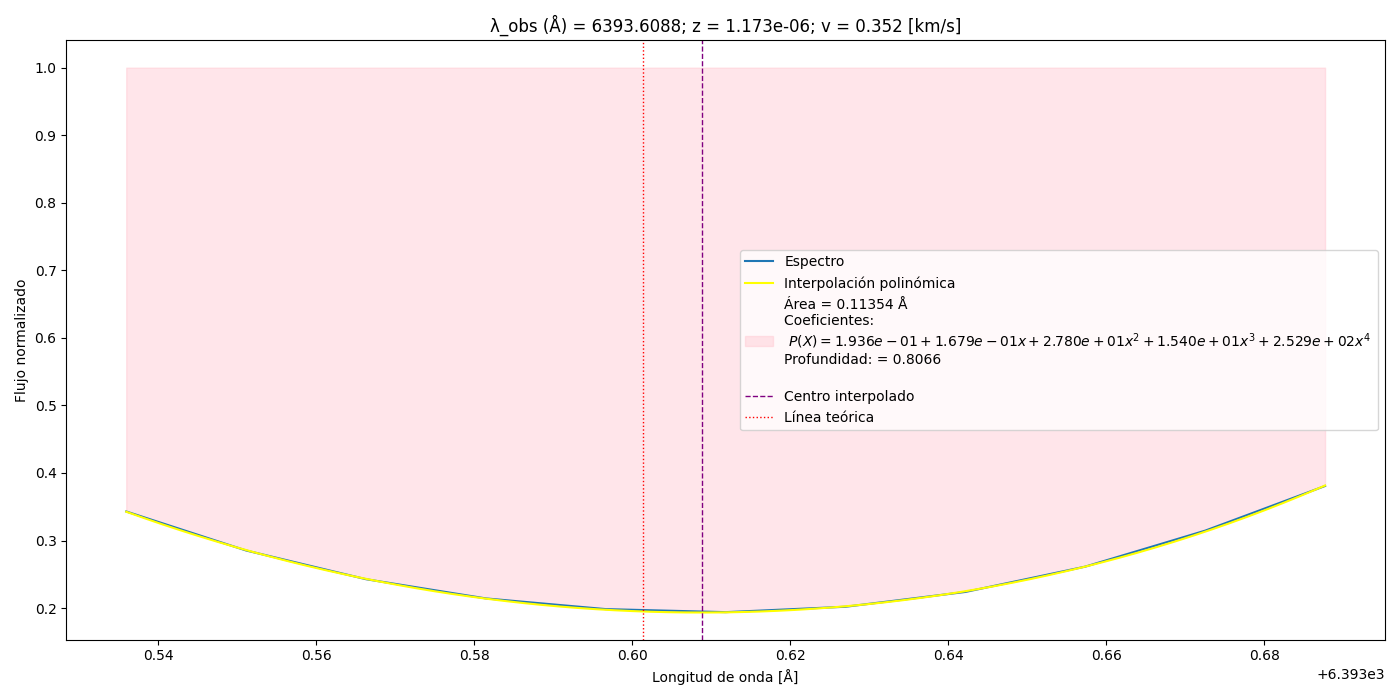 λ_obs (Å) = 6393.6088; z = 1.173e-06; v = 0.352 [km/s]
Flujo normalizado
1.0
0.9
0.8
0.7
0.6
0.5
0.4
0.3
0.2
Espectro
Interpolación polinómica
Área = 0.11354 Å
Coeficientes:
P(X) = 1.936e − 01 + 1.679e − 01x + 2.780e + 01x² + 1.540e + 01x³ + 2.529e + 02x⁴
Profundidad: = 0.8066
Centro interpolado
Línea teórica
0.54 0.56 0.58 0.60 0.62 0.64 0.66 0.68
+6.393e3
Longitud de onda [Å]